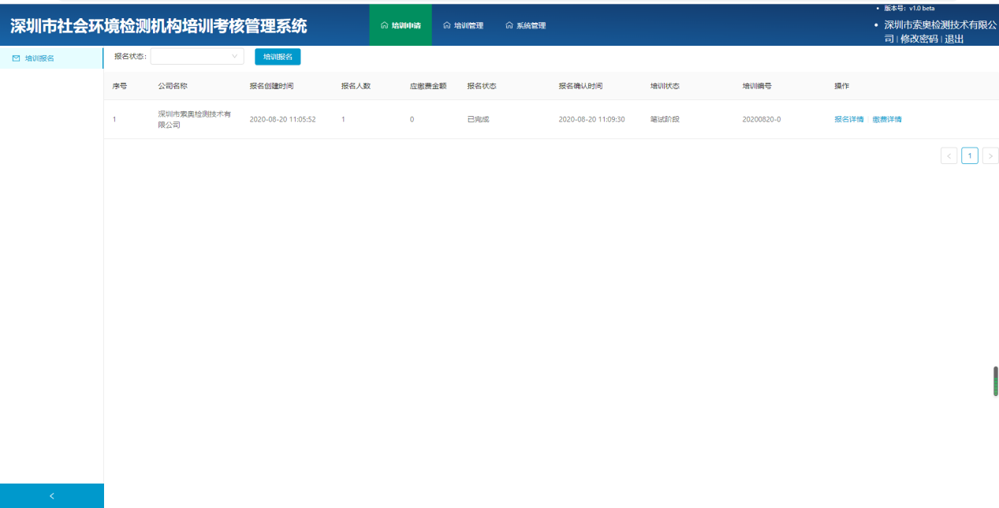 深圳市社会环境检测机构培训考核管理系统
培训申请
培训管理
系统管理
版本号：v1.0 beta
深圳市索奥检测技术有限公
司 | 修改密码 | 退出
培训报名
报名状态：
培训报名
序号 公司名称 报名创建时间 报名人数 应缴费金额 报名状态 报名确认时间 培训状态 培训编号 操作
1 深圳市索奥检测技术有 2020-08-20 11:05:52 1 0 已完成 2020-08-20 11:09:30 笔试阶段 20200820-0 报名详情 缴费详情
限公司
< 1 >
<